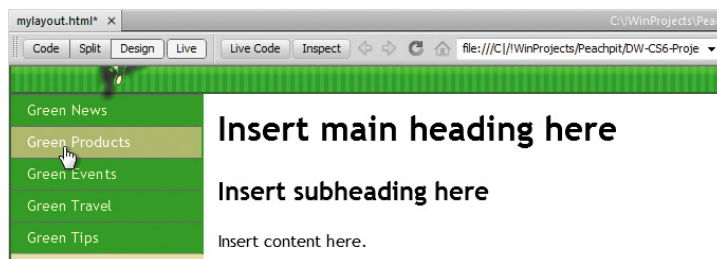 mylayout.html* ×
C:\!WinProjects\Pea
Code Split Design Live Live Code Inspect file:///C|/!WinProjects/Peachpit/DW-CS6-Proje
Green News
Green Products
Green Events
Green Travel
Green Tips
Insert main heading here
Insert subheading here
Insert content here.